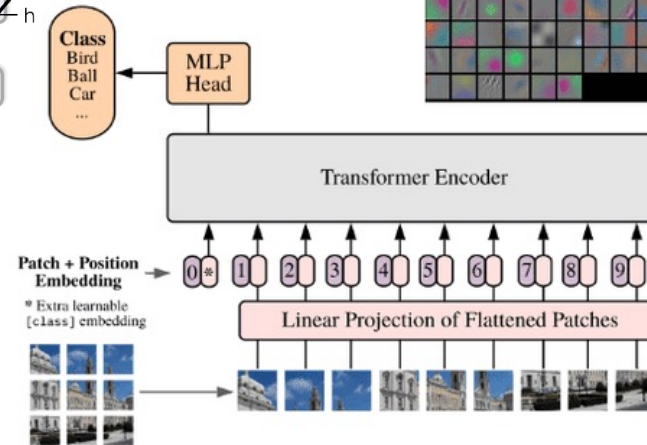 h
Class
Bird
Ball
Car
...
MLP
Head
Transformer Encoder
Patch + Position
Embedding
0 * 1 2 3 4 5 6 7 8 9
* Extra learnable
[class] embedding
Linear Projection of Flattened Patches